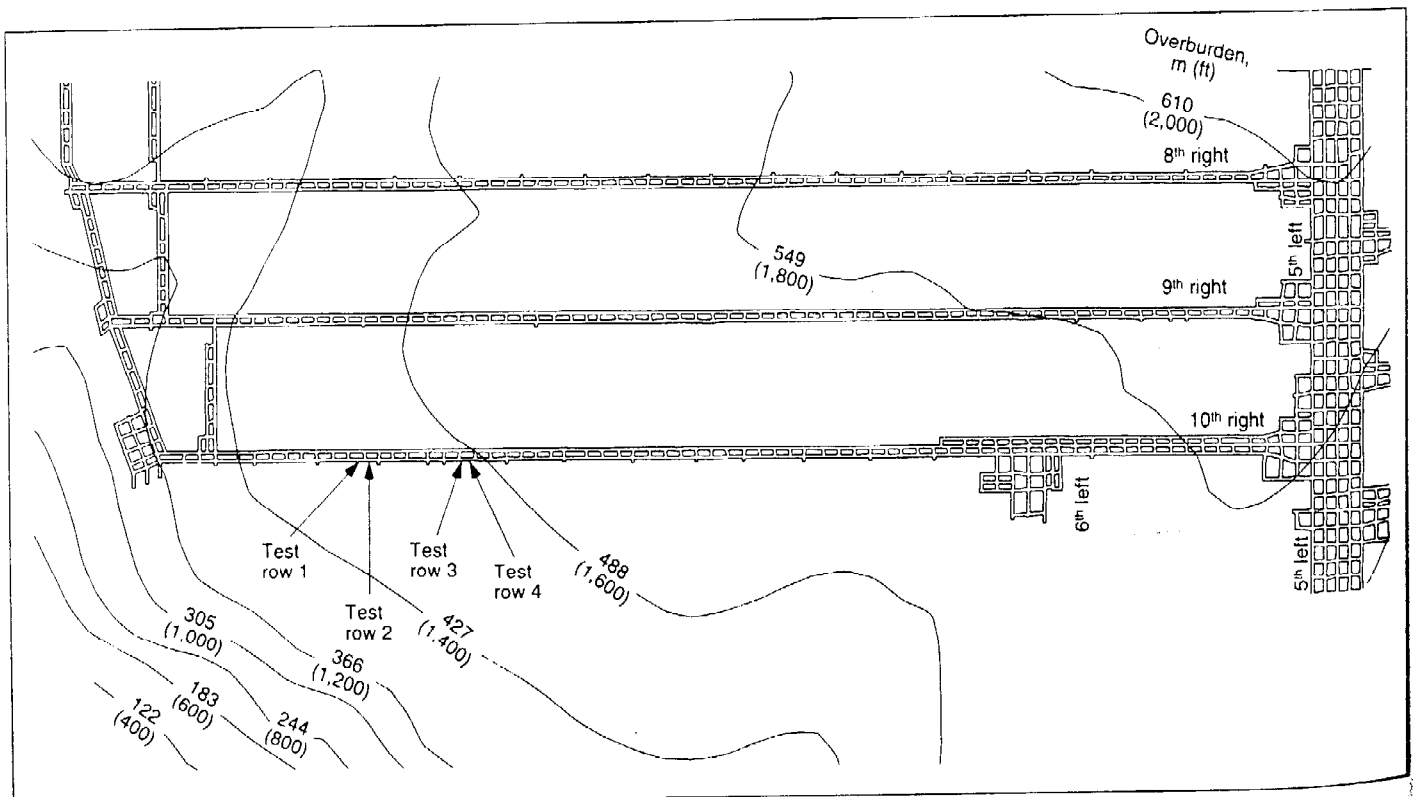 Overburden,
m (ft)
610
(2,000)
8th right
5th left
549
(1,800)
9th right
10th right
6th left
5th left
Test
row 1
Test
row 2
Test
row 3
Test
row 4
488
(1,600)
427
(1,400)
366
(1,200)
305
(1,000)
244
(800)
183
(600)
122
(400)